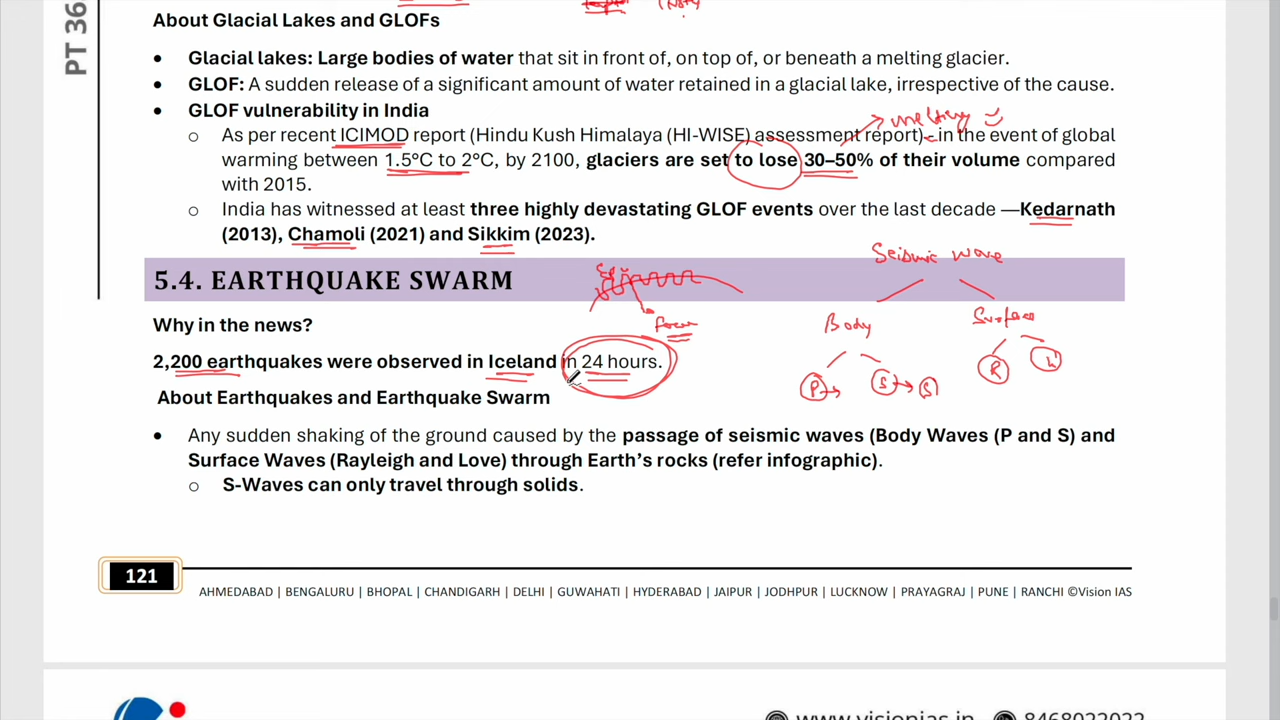 PT 36
About Glacial Lakes and GLOFs
• Glacial lakes: Large bodies of water that sit in front of, on top of, or beneath a melting glacier.
• GLOF: A sudden release of a significant amount of water retained in a glacial lake, irrespective of the cause.
• GLOF vulnerability in India
melting
o As per recent ICIMOD report (Hindu Kush Himalaya (HI-WISE) assessment report) - in the event of global
warming between 1.5°C to 2°C, by 2100, glaciers are set to lose 30–50% of their volume compared
with 2015.
o India has witnessed at least three highly devastating GLOF events over the last decade —Kedarnath
(2013), Chamoli (2021) and Sikkim (2023).
Seismic wave
5.4. EARTHQUAKE SWARM
Why in the news?
focus
Body
Surface
2,200 earthquakes were observed in Iceland in 24 hours.
P S S R L
About Earthquakes and Earthquake Swarm
• Any sudden shaking of the ground caused by the passage of seismic waves (Body Waves (P and S) and
Surface Waves (Rayleigh and Love) through Earth's rocks (refer infographic).
o S-Waves can only travel through solids.
121
AHMEDABAD | BENGALURU | BHOPAL | CHANDIGARH | DELHI | GUWAHATI | HYDERABAD | JAIPUR | JODHPUR | LUCKNOW | PRAYAGRAJ | PUNE | RANCHI ©Vision IAS
www.visionias.in
8468022022